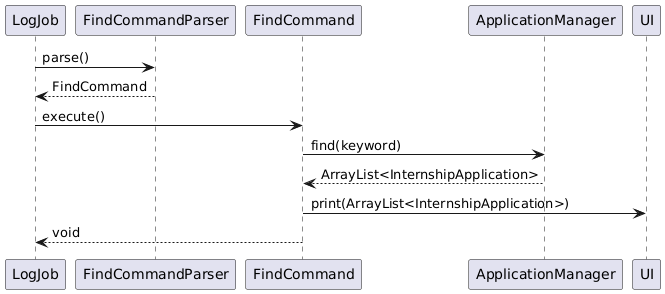 LogJob FindCommandParser FindCommand ApplicationManager UI
parse()
FindCommand
execute()
find(keyword)
ArrayList<InternshipApplication>
print(ArrayList<InternshipApplication>)
void
LogJob FindCommandParser FindCommand ApplicationManager UI